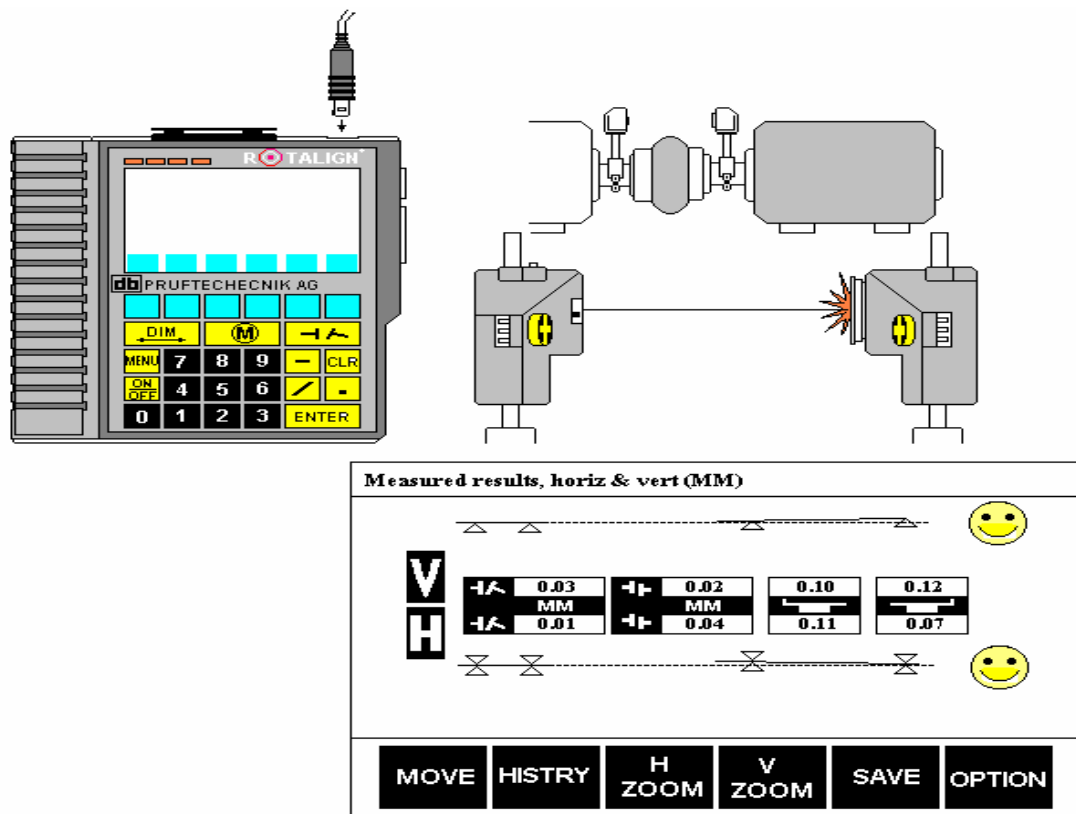 ROTALIGN
db PRUFTECHECNIK AG
DIM
M
MENU 7 8 9 – CLR
ON OFF 4 5 6 / .
0 1 2 3 ENTER
Measured results, horiz & vert (MM)
V
0.03 0.02 0.10 0.12
MM MM
H
0.01 0.04 0.11 0.07
MOVE HISTRY H ZOOM V ZOOM SAVE OPTION